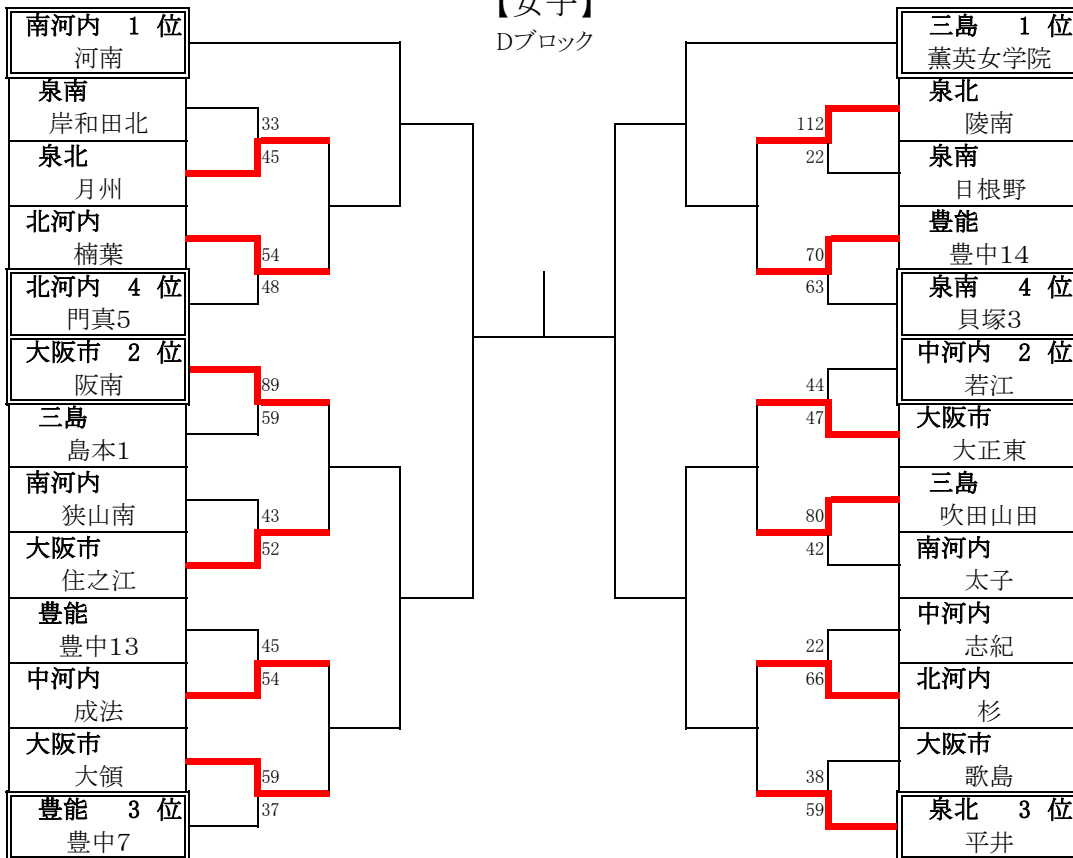 【女子】
Dブロック
南河内 1 位
河南
泉南
岸和田北
33
45
泉北
月州
北河内
楠葉
54
48
北河内 4 位
門真5
大阪市 2 位
阪南
89
59
三島
島本1
南河内
狭山南
43
52
大阪市
住之江
豊能
豊中13
45
54
中河内
成法
大阪市
大領
59
37
豊能 3 位
豊中7
三島 1 位
薫英女学院
泉北
陵南
112
22
泉南
日根野
豊能
豊中14
70
63
泉南 4 位
貝塚3
中河内 2 位
若江
44
47
大阪市
大正東
三島
吹田山田
80
42
南河内
太子
中河内
志紀
22
66
北河内
杉
大阪市
歌島
38
59
泉北 3 位
平井